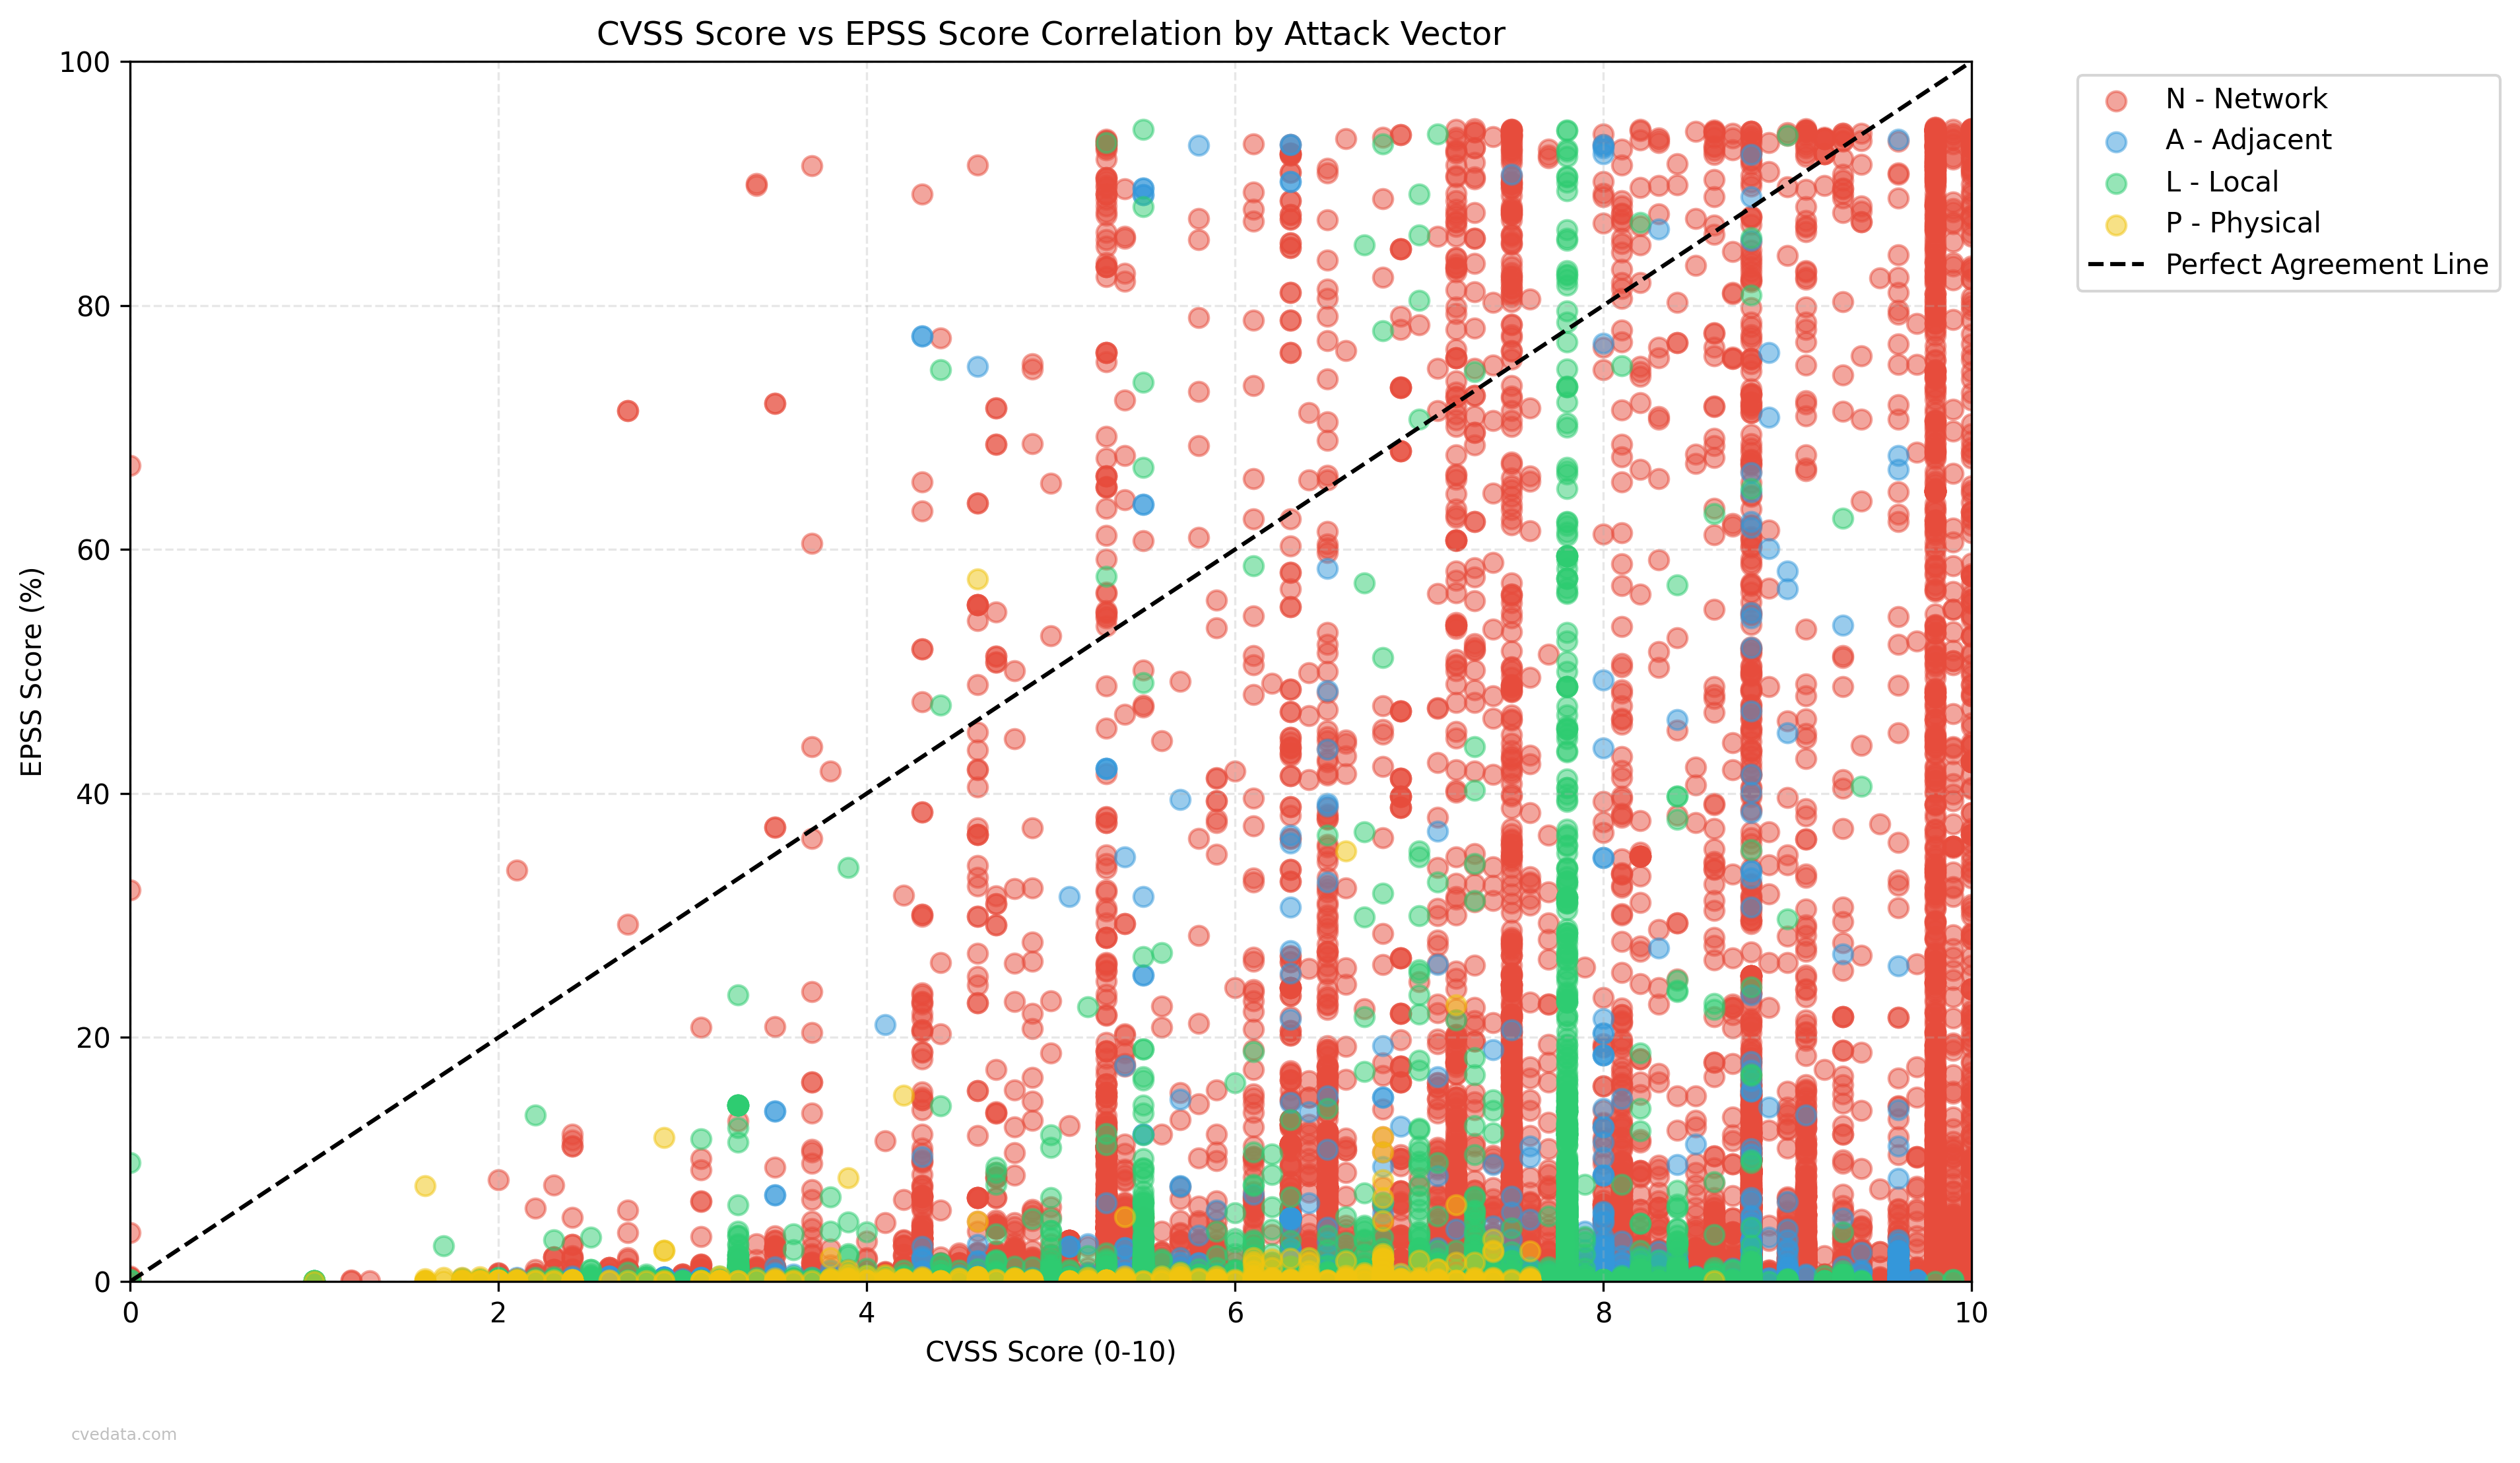 CVSS Score vs EPSS Score Correlation by Attack Vector
100
80
60
40
20
0
EPSS Score (%)
0 2 4 6 8 10
CVSS Score (0-10)
N - Network
A - Adjacent
L - Local
P - Physical
Perfect Agreement Line
cvedata.com